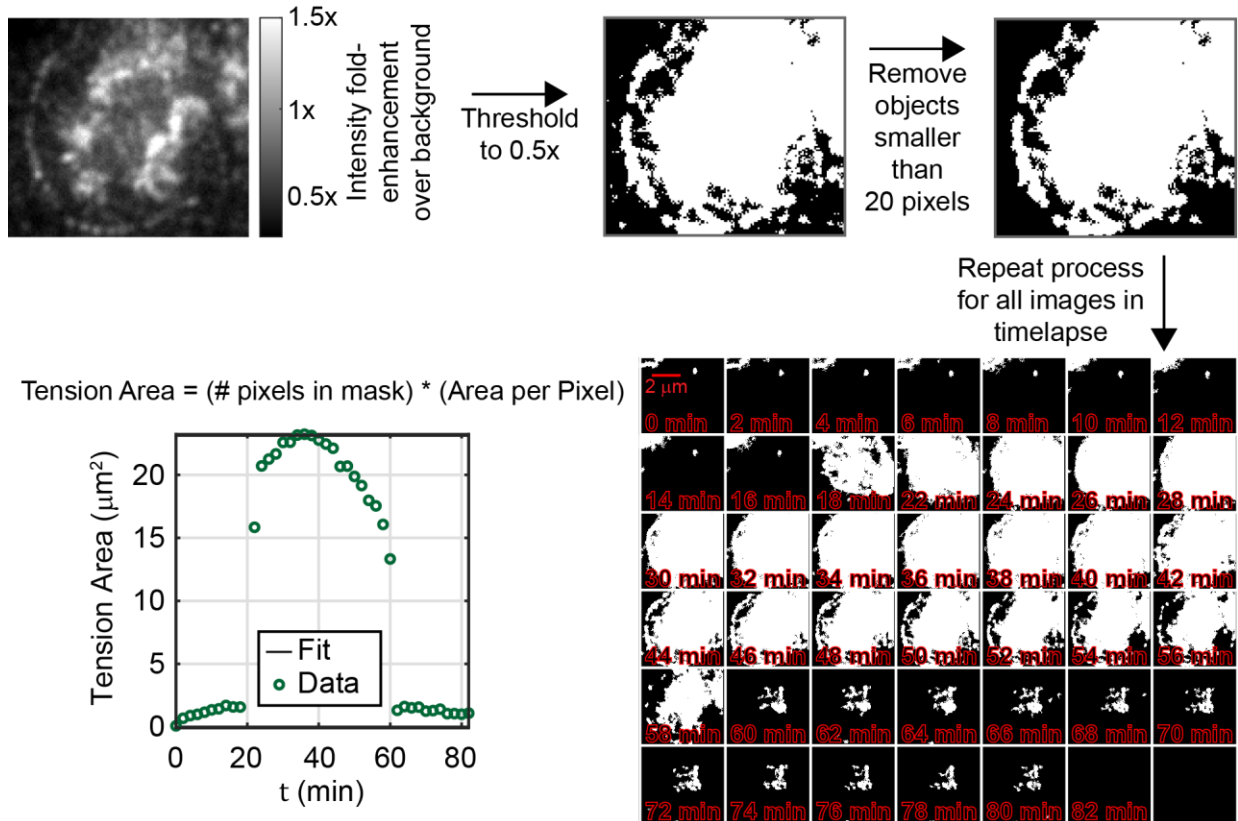 1.5x
1x
0.5x
Intensity fold-
enhancement
over background
Threshold
to 0.5x
Remove
objects
smaller
than
20 pixels
Repeat process
for all images in
timelapse
Tension Area = (# pixels in mask) * (Area per Pixel)
Tension Area (μm²)
20
15
10
5
0
Fit
Data
0 20 40 60 80
t (min)
2 μm
0 min 2 min 4 min 6 min 8 min 10 min 12 min
14 min 16 min 18 min 22 min 24 min 26 min 28 min
30 min 32 min 34 min 36 min 38 min 40 min 42 min
44 min 46 min 48 min 50 min 52 min 54 min 56 min
58 min 60 min 62 min 64 min 66 min 68 min 70 min
72 min 74 min 76 min 78 min 80 min 82 min